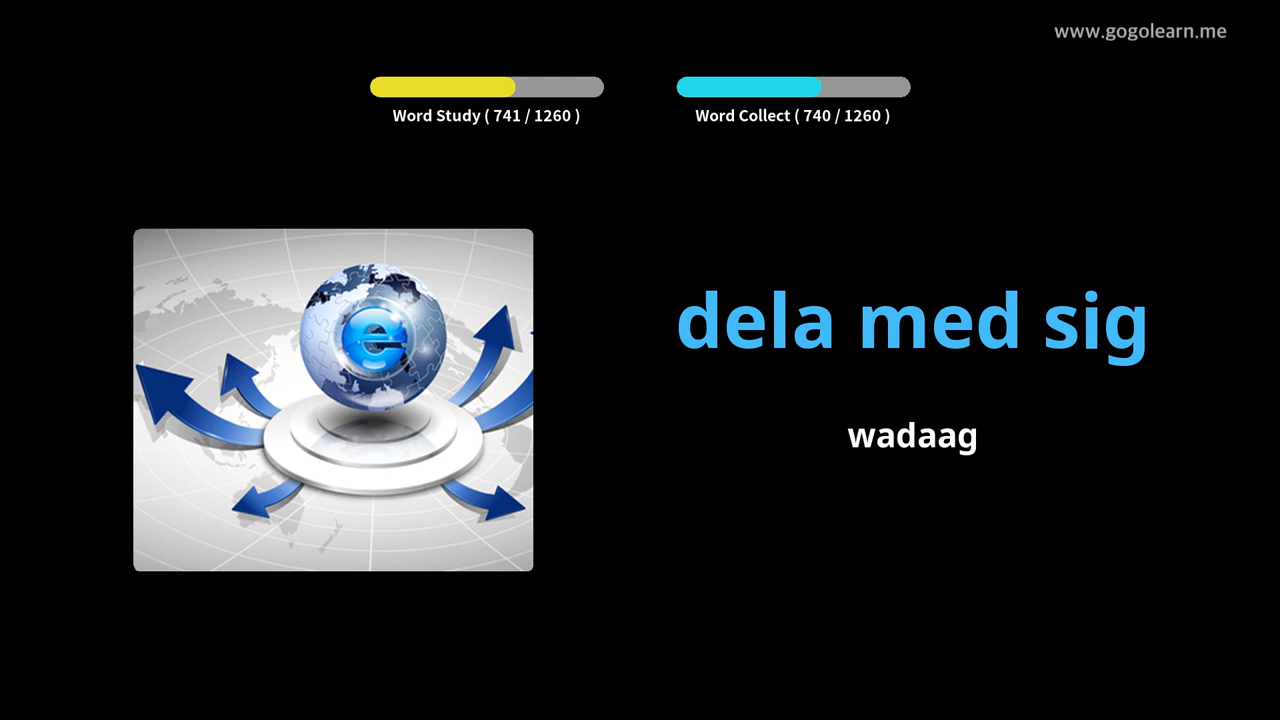 www.gogolearn.me
Word Study ( 741 / 1260 )
Word Collect ( 740 / 1260 )
e
dela med sig
wadaag